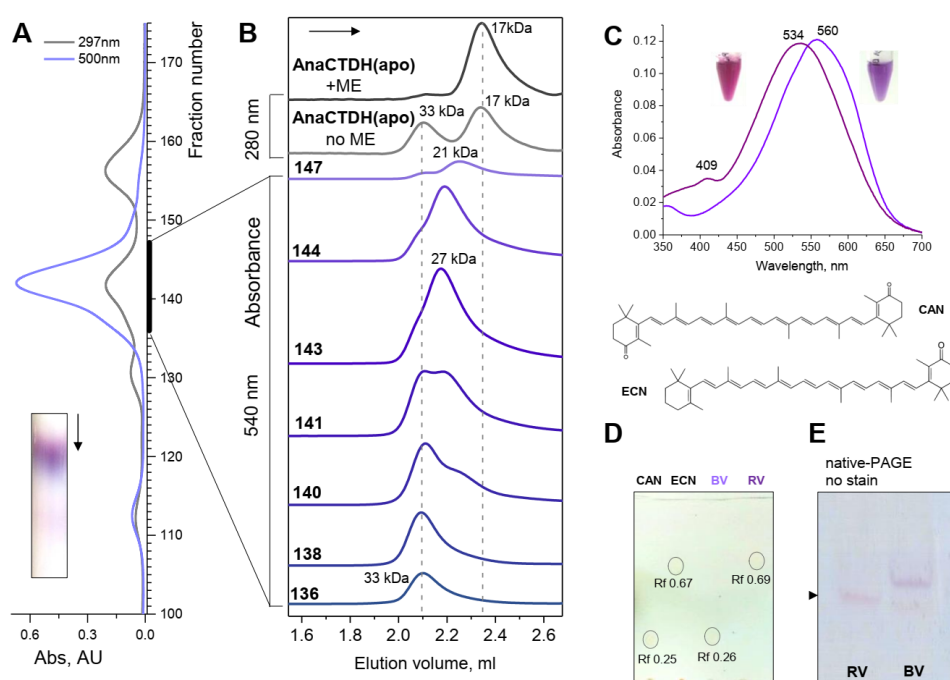 A
297nm
500nm
Fraction number
170
160
150
140
130
120
110
100
0.6
0.3
0.0
Abs, AU
B
17kDa
AnaCTDH(apo)
+ME
AnaCTDH(apo)
no ME
33 kDa
17 kDa
280 nm
21 kDa
147
144
27 kDa
143
141
140
138
33 kDa
136
Absorbance
540 nm
1.6
1.8
2.0
2.2
2.4
2.6
Elution volume, ml
C
534
560
409
Absorbance
0.12
0.10
0.08
0.06
0.04
0.02
0.00
350
400
450
500
550
600
650
700
Wavelength, nm
O
CAN
O
O
ECN
D
CAN ECN BV RV
Rf 0.67
Rf 0.69
Rf 0.25
Rf 0.26
E
native-PAGE
no stain
RV BV